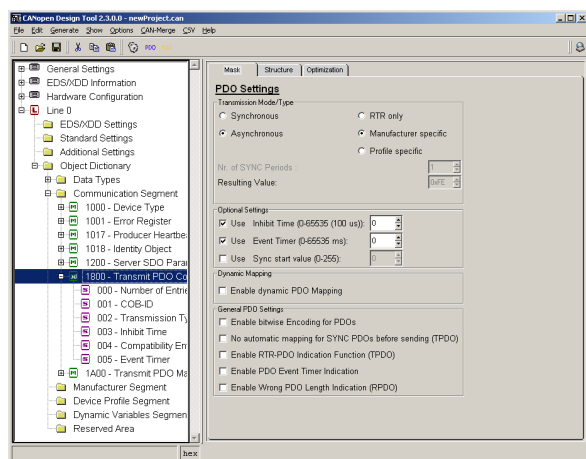 CANopen Design Tool 2.3.0.0 - newProject.can
File Edit Generate Show Options CAN-Merge CSV Help
PDO
General Settings
EDS/XDD Information
Hardware Configuration
L Line 0
EDS/XDD Settings
Standard Settings
Additional Settings
Object Dictionary
Data Types
Communication Segment
1000 - Device Type
1001 - Error Register
1017 - Producer Heartbe
1018 - Identity Object
1200 - Server SDO Para
1800 - Transmit PDO Co
000 - Number of Entrie
001 - COB-ID
002 - Transmission Ty
003 - Inhibit Time
004 - Compatibility En
005 - Event Timer
1A00 - Transmit PDO Ma
Manufacturer Segment
Device Profile Segment
Dynamic Variables Segmen
Reserved Area
Mask Structure Optimization
PDO Settings
Transmission Mode/Type
Synchronous RTR only
Asynchronous Manufacturer specific
Profile specific
Nr. of SYNC Periods : 1
Resulting Value: 0xFE
Optional Settings
Use Inhibit Time (0-65535 (100 us)): 0
Use Event Timer (0-65535 ms): 0
Use Sync start value (0-255): 0
Dynamic Mapping
Enable dynamic PDO Mapping
General PDO Settings
Enable bitwise Encoding for PDOs
No automatic mapping for SYNC PDOs before sending (TPDO)
Enable RTR-PDO Indication Function (TPDO)
Enable PDO Event Timer Indication
Enable Wrong PDO Length Indication (RPDO)
hex